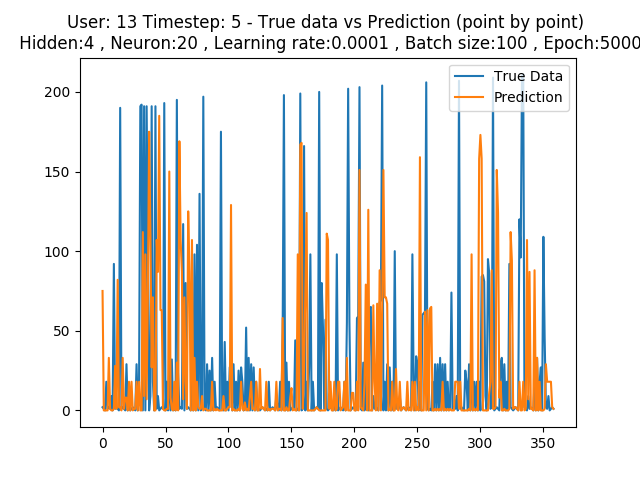 User: 13 Timestep: 5 - True data vs Prediction (point by point)
Hidden:4 , Neuron:20 , Learning rate:0.0001 , Batch size:100 , Epoch:5000
True Data
Prediction
200
150
100
50
0
0 50 100 150 200 250 300 350